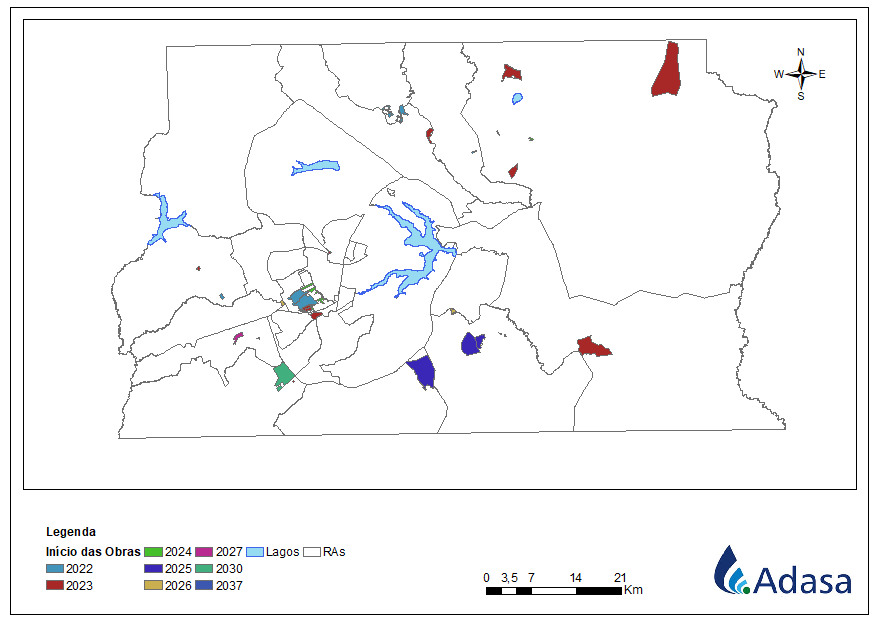 N
W E
S
Legenda
Início das Obras 2024 2027 Lagos RAs
2022 2025 2030
2023 2026 2037
0 3,5 7 14 21
Km
Adasa